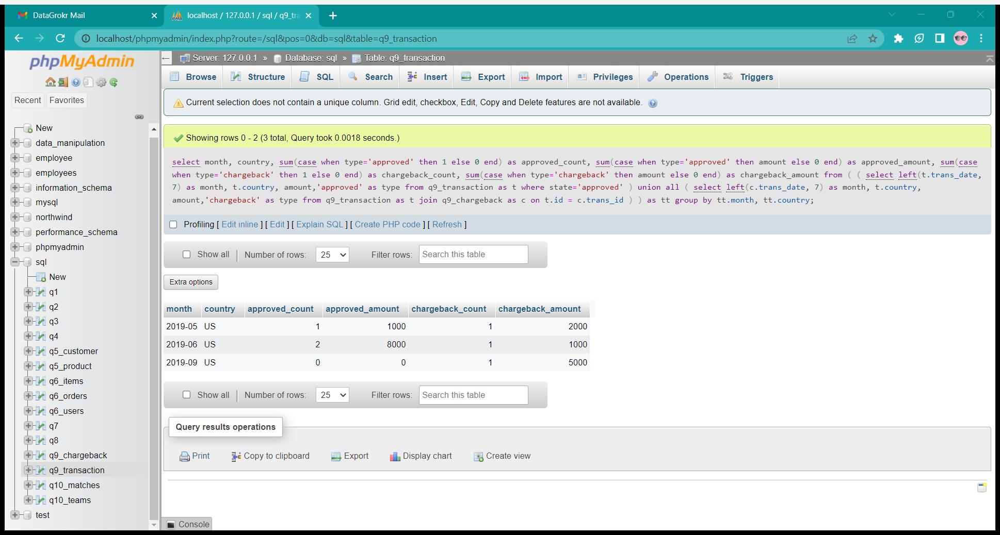 DataGrokr Mail
localhost / 127.0.0.1 / sql / q9_tra
localhost/phpmyadmin/index.php?route=/sql&pos=0&db=sql&table=q9_transaction
phpMyAdmin
Recent Favorites
New
data_manipulation
employee
employees
information_schema
mysql
northwind
performance_schema
phpmyadmin
sql
New
q1
q2
q3
q4
q5_customer
q5_product
q6_items
q6_orders
q6_users
q7
q8
q9_chargeback
q9_transaction
q10_matches
q10_teams
test
Server: 127.0.0.1 » Database: sql » Table: q9_transaction
Browse Structure SQL Search Insert Export Import Privileges Operations Triggers
Current selection does not contain a unique column. Grid edit, checkbox, Edit, Copy and Delete features are not available.
Showing rows 0 - 2 (3 total, Query took 0.0018 seconds.)
select month, country, sum(case when type='approved' then 1 else 0 end) as approved_count, sum(case when type='approved' then amount else 0 end) as approved_amount, sum(case
when type='chargeback' then 1 else 0 end) as chargeback_count, sum(case when type='chargeback' then amount else 0 end) as chargeback_amount from ( ( select left(t.trans_date,
7) as month, t.country, amount,'approved' as type from q9_transaction as t where state='approved' ) union all ( select left(c.trans_date, 7) as month, t.country,
amount,'chargeback' as type from q9_transaction as t join q9_chargeback as c on t.id = c.trans_id ) ) as tt group by tt.month, tt.country;
Profiling [ Edit inline ] [ Edit ] [ Explain SQL ] [ Create PHP code ] [ Refresh ]
Show all | Number of rows: 25 Filter rows: Search this table
Extra options
month country approved_count approved_amount chargeback_count chargeback_amount
2019-05 US 1 1000 1 2000
2019-06 US 2 8000 1 1000
2019-09 US 0 0 1 5000
Show all | Number of rows: 25 Filter rows: Search this table
Query results operations
Print Copy to clipboard Export Display chart Create view
Console